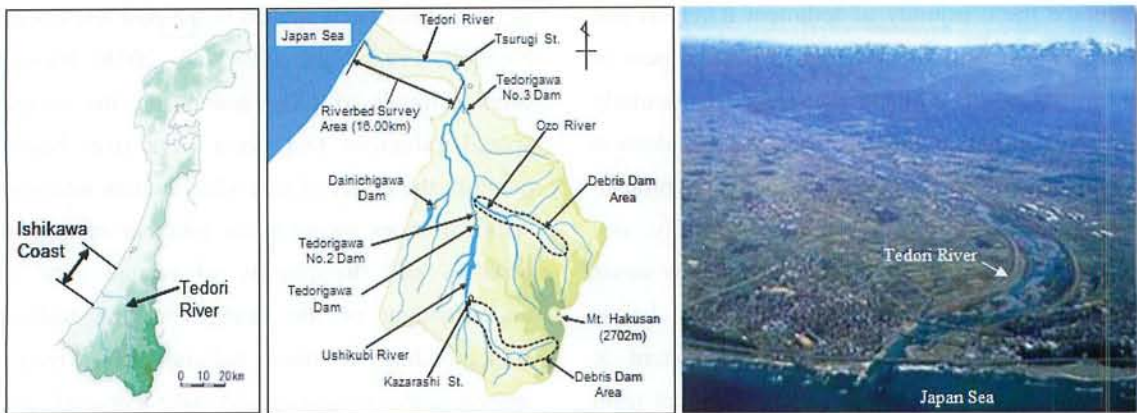 Ishikawa
Coast
Tedori
River
0 10 20km
Japan Sea
Tedori River
Tsurugi St.
Tedorigawa
No.3 Dam
Riverbed Survey
Area (16.00km)
Ozo River
Dainichigawa
Dam
Debris Dam
Area
Tedorigawa
No.2 Dam
Tedorigawa
Dam
Mt. Hakusan
(2702m)
Ushikubi River
Kazarashi St.
Debris Dam
Area
Tedori River
Japan Sea